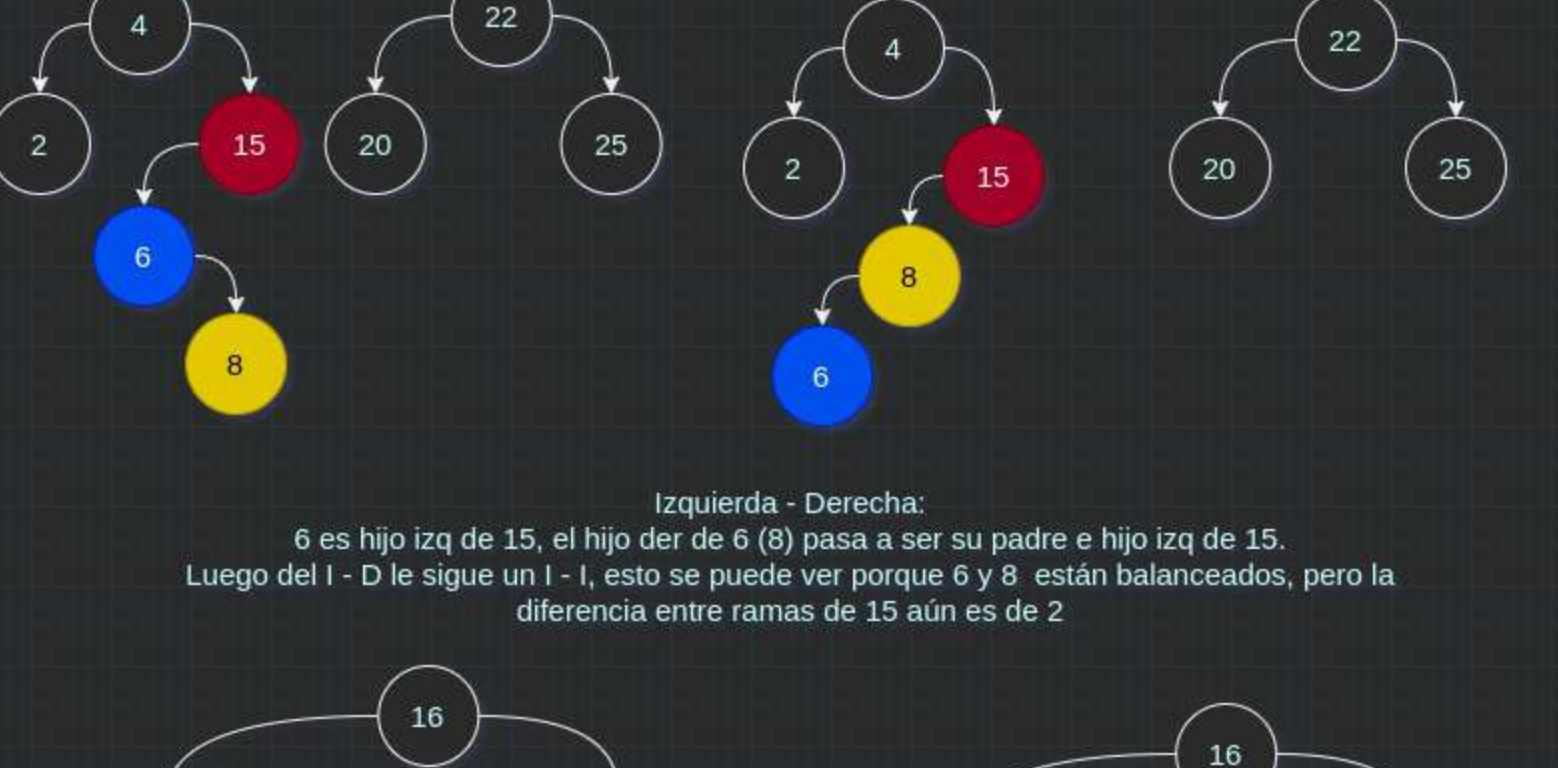 4 22 4 22
2 15 20 25 2 15 20 25
6 8
8 6
Izquierda - Derecha:
6 es hijo izq de 15, el hijo der de 6 (8) pasa a ser su padre e hijo izq de 15.
Luego del I - D le sigue un I - I, esto se puede ver porque 6 y 8 están balanceados, pero la
diferencia entre ramas de 15 aún es de 2
16 16